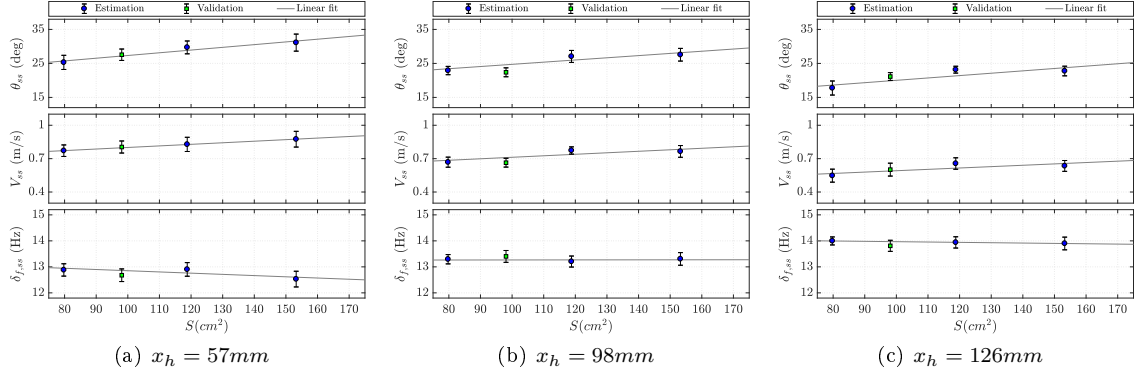 Estimation Validation Linear fit
35
25
15
θss (deg)
1
0.7
0.4
Vss (m/s)
15
14
13
12
δf,ss (Hz)
80 90 100 110 120 130 140 150 160 170
S(cm²)
(a) xh = 57mm
Estimation Validation Linear fit
35
25
15
θss (deg)
1
0.7
0.4
Vss (m/s)
15
14
13
12
δf,ss (Hz)
80 90 100 110 120 130 140 150 160 170
S(cm²)
(b) xh = 98mm
Estimation Validation Linear fit
35
25
15
θss (deg)
1
0.7
0.4
Vss (m/s)
15
14
13
12
δf,ss (Hz)
80 90 100 110 120 130 140 150 160 170
S(cm²)
(c) xh = 126mm